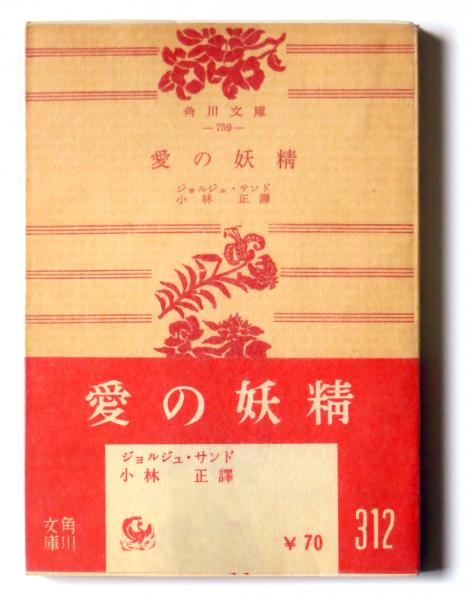 角川文庫
—759—
愛の妖精
ジョルジュ・サンド
小林 正譯
愛の妖精
ジョルジュ・サンド
小林 正譯
角川文庫
¥70
312